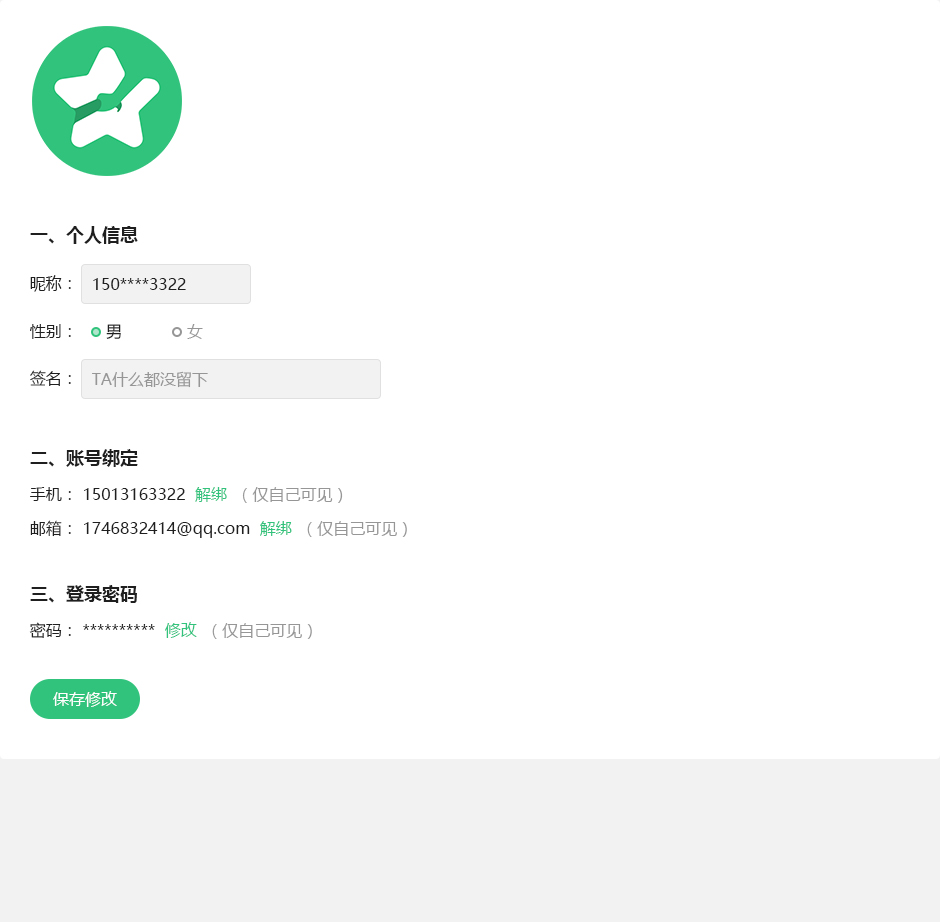 一、个人信息
昵称： 150****3322
性别： 男 女
签名： TA什么都没留下
二、账号绑定
手机： 15013163322 解绑 （仅自己可见）
邮箱： 1746832414@qq.com 解绑 （仅自己可见）
三、登录密码
密码： ********** 修改 （仅自己可见）
保存修改